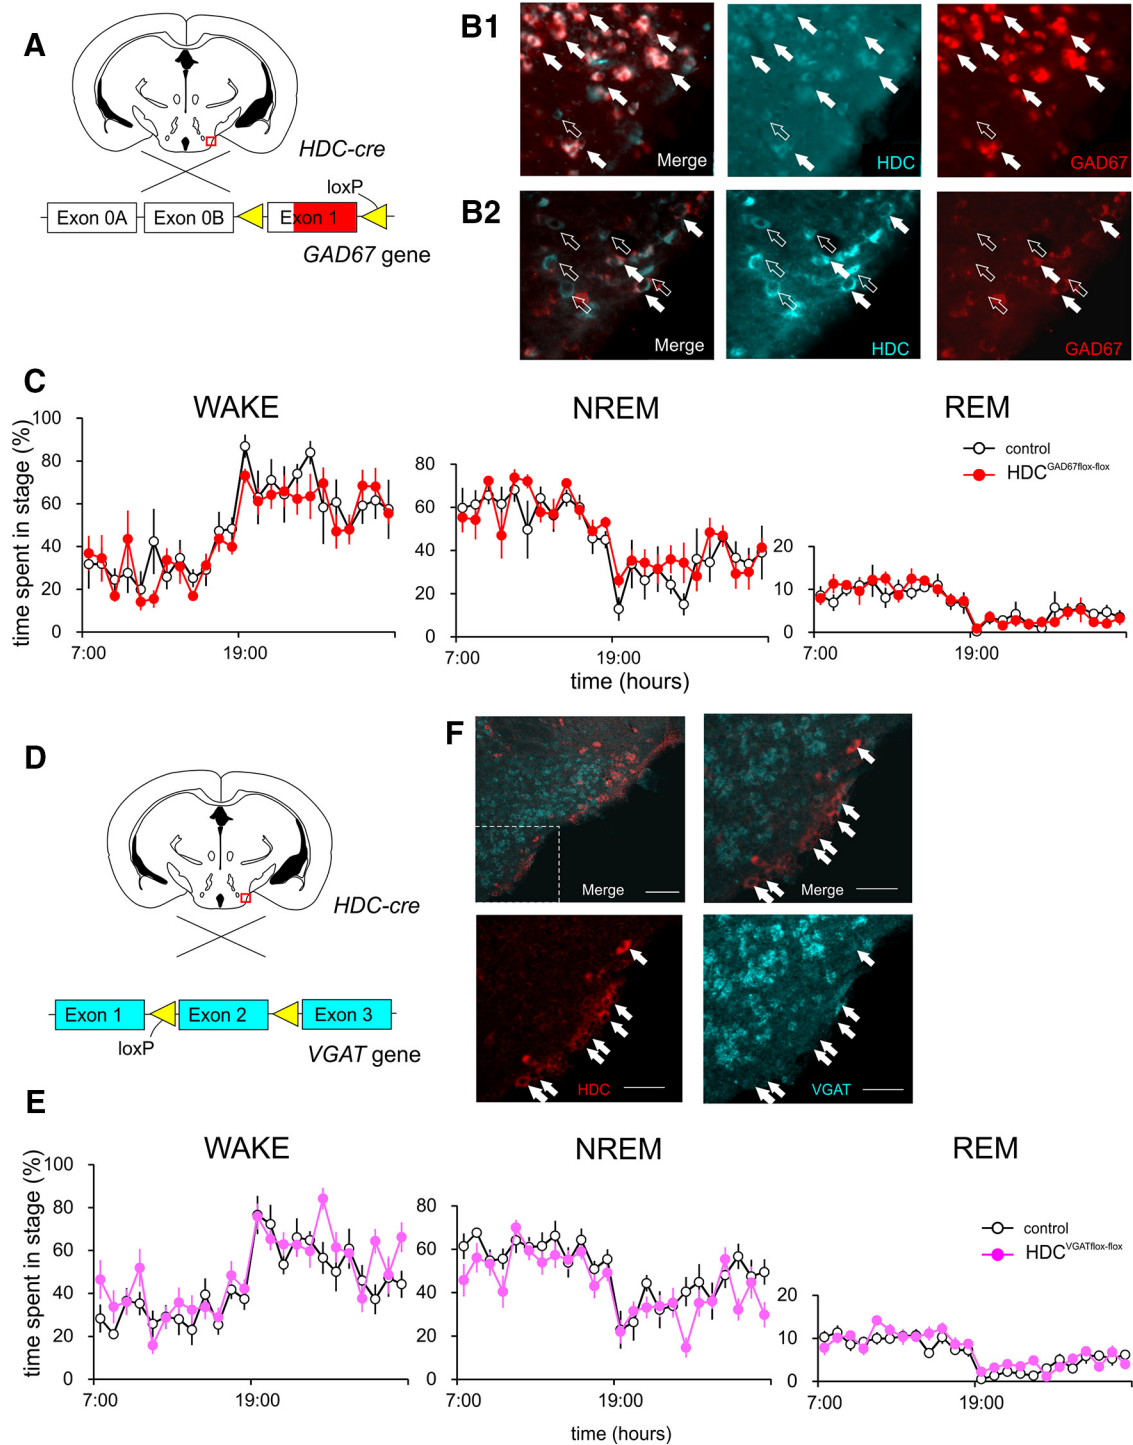 A
HDC-cre
loxP
Exon 0A
Exon 0B
Exon 1
GAD67 gene
B1
Merge
HDC
GAD67
B2
Merge
HDC
GAD67
C
WAKE
NREM
REM
control
HDC^GAD67flox-flox
time spent in stage (%)
100
80
60
40
20
0
7:00
19:00
80
60
40
20
0
7:00
19:00
20
10
0
7:00
19:00
time (hours)
D
HDC-cre
Exon 1
Exon 2
Exon 3
loxP
VGAT gene
F
Merge
Merge
HDC
VGAT
E
WAKE
NREM
REM
control
HDC^VGATflox-flox
time spent in stage (%)
100
80
60
40
20
0
7:00
19:00
80
60
40
20
0
7:00
19:00
20
10
0
7:00
19:00
time (hours)